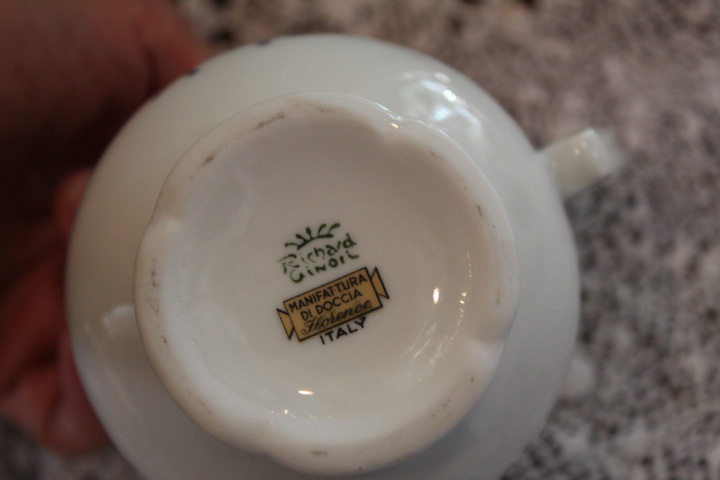 Richard
GINORI
MANIFATTURA
DI DOCCIA
Florence
ITALY